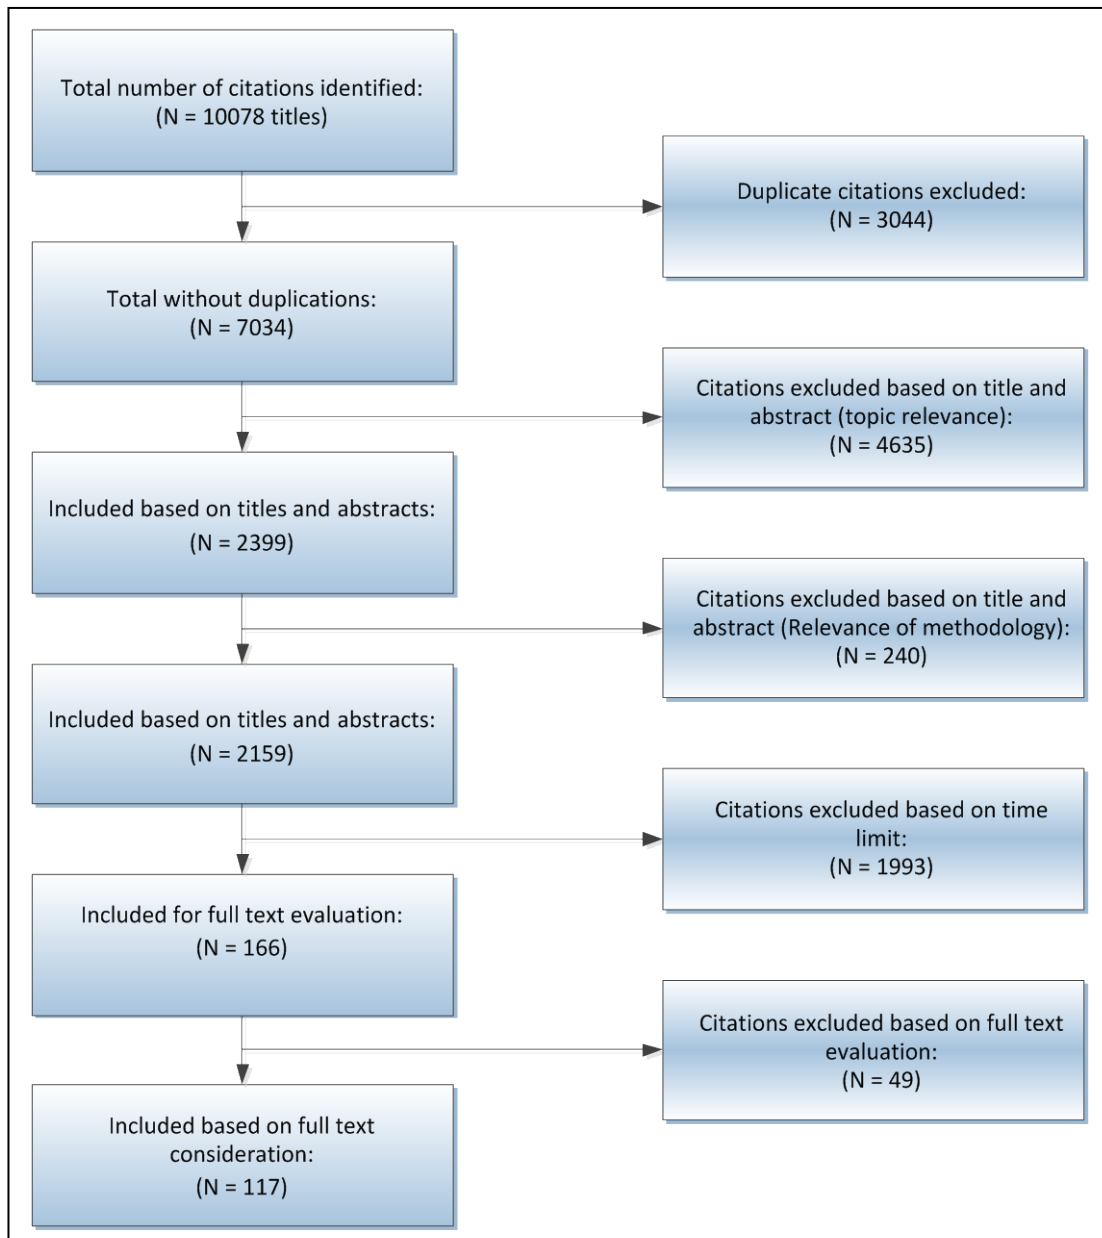 Total number of citations identified:
(N = 10078 titles)
Duplicate citations excluded:
(N = 3044)
Total without duplications:
(N = 7034)
Citations excluded based on title and
abstract (topic relevance):
(N = 4635)
Included based on titles and abstracts:
(N = 2399)
Citations excluded based on title and
abstract (Relevance of methodology):
(N = 240)
Included based on titles and abstracts:
(N = 2159)
Citations excluded based on time
limit:
(N = 1993)
Included for full text evaluation:
(N = 166)
Citations excluded based on full text
evaluation:
(N = 49)
Included based on full text
consideration:
(N = 117)